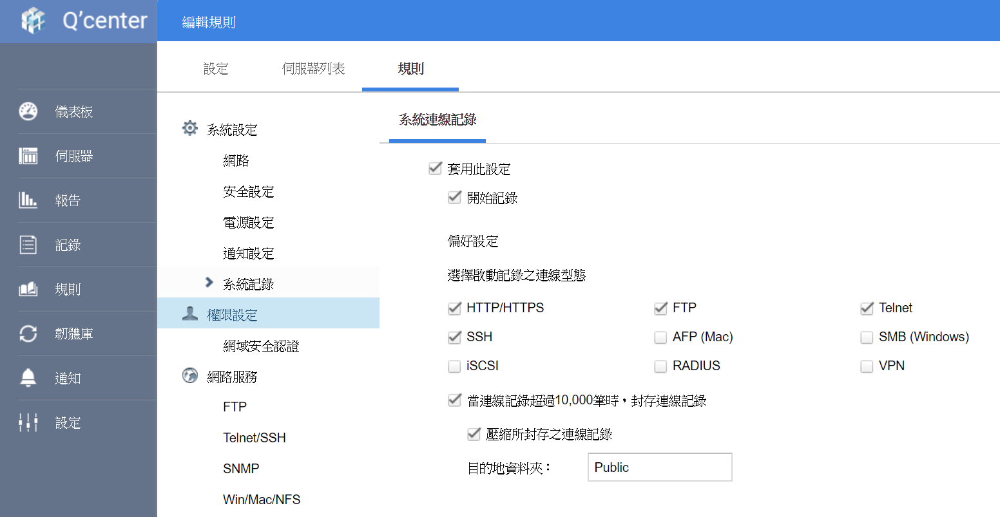 Q'center
編輯規則
設定
伺服器列表
規則
儀表板
伺服器
報告
記錄
規則
韌體庫
通知
設定
系統設定
網路
安全設定
電源設定
通知設定
系統記錄
權限設定
網域安全認證
網路服務
FTP
Telnet/SSH
SNMP
Win/Mac/NFS
系統連線記錄
套用此設定
開始記錄
偏好設定
選擇啟動記錄之連線型態
HTTP/HTTPS FTP Telnet
SSH AFP (Mac) SMB (Windows)
iSCSI RADIUS VPN
當連線記錄超過10,000筆時，封存連線記錄
壓縮所封存之連線記錄
目的地資料夾： Public